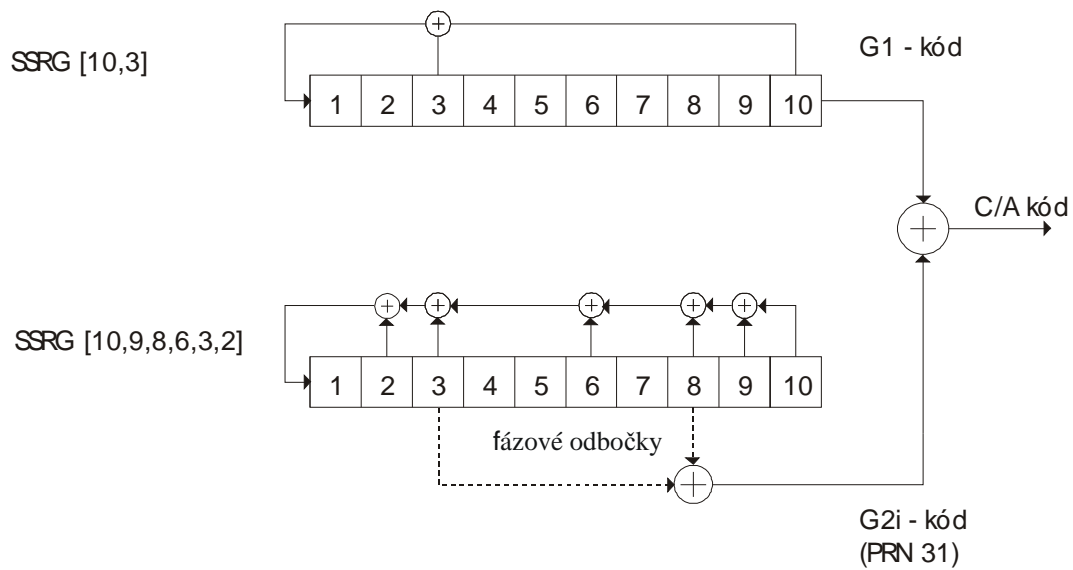 SSRG [10,3]
G1 - kód
1 2 3 4 5 6 7 8 9 10
C/A kód
SSRG [10,9,8,6,3,2]
1 2 3 4 5 6 7 8 9 10
fázové odbočky
G2i - kód
(PRN 31)